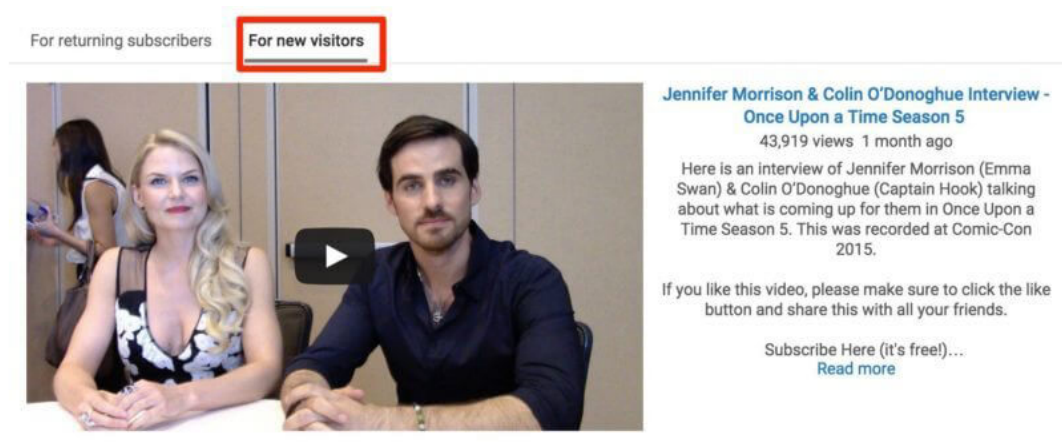 For returning subscribers
For new visitors
Jennifer Morrison & Colin O'Donoghue Interview -
Once Upon a Time Season 5
43,919 views 1 month ago
Here is an interview of Jennifer Morrison (Emma
Swan) & Colin O'Donoghue (Captain Hook) talking
about what is coming up for them in Once Upon a
Time Season 5. This was recorded at Comic-Con
2015.
If you like this video, please make sure to click the like
button and share this with all your friends.
Subscribe Here (it's free!)...
Read more